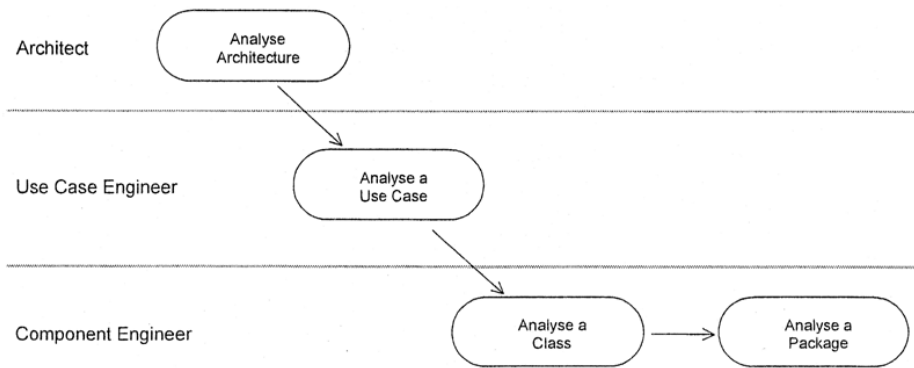 Architect
Analyse
Architecture
Use Case Engineer
Analyse a
Use Case
Component Engineer
Analyse a
Class
Analyse a
Package